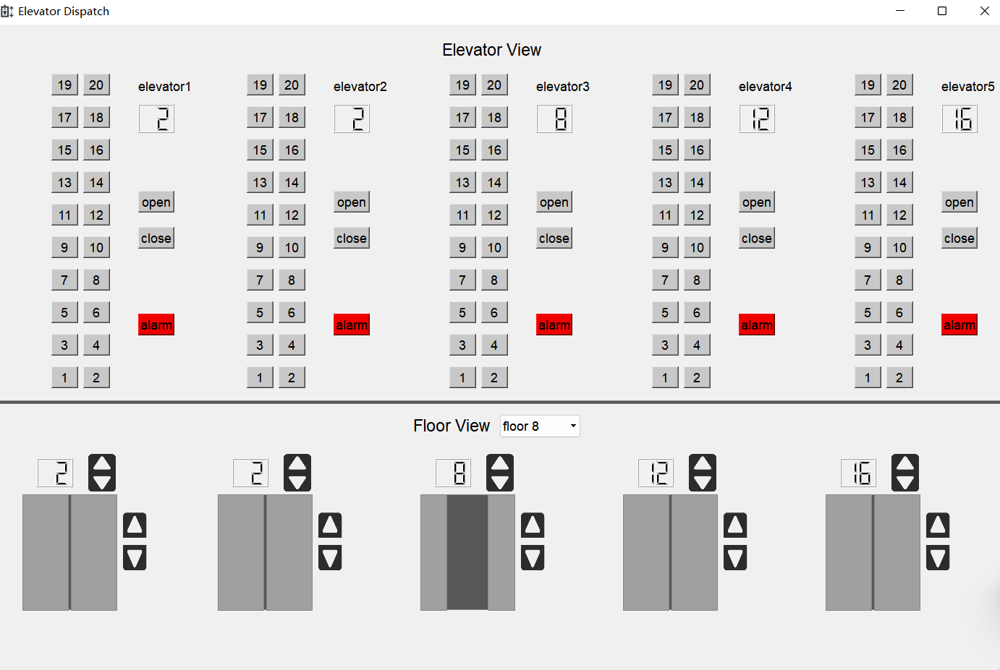 Elevator Dispatch
Elevator View
19 20 elevator1 19 20 elevator2 19 20 elevator3 19 20 elevator4 19 20 elevator5
17 18 2 17 18 2 17 18 8 17 18 12 17 18 16
15 16 15 16 15 16 15 16 15 16
13 14 13 14 13 14 13 14 13 14
open open open open open
11 12 11 12 11 12 11 12 11 12
close close close close close
9 10 9 10 9 10 9 10 9 10
7 8 7 8 7 8 7 8 7 8
5 6 5 6 5 6 5 6 5 6
alarm alarm alarm alarm alarm
3 4 3 4 3 4 3 4 3 4
1 2 1 2 1 2 1 2 1 2
Floor View floor 8
2 2 8 12 16